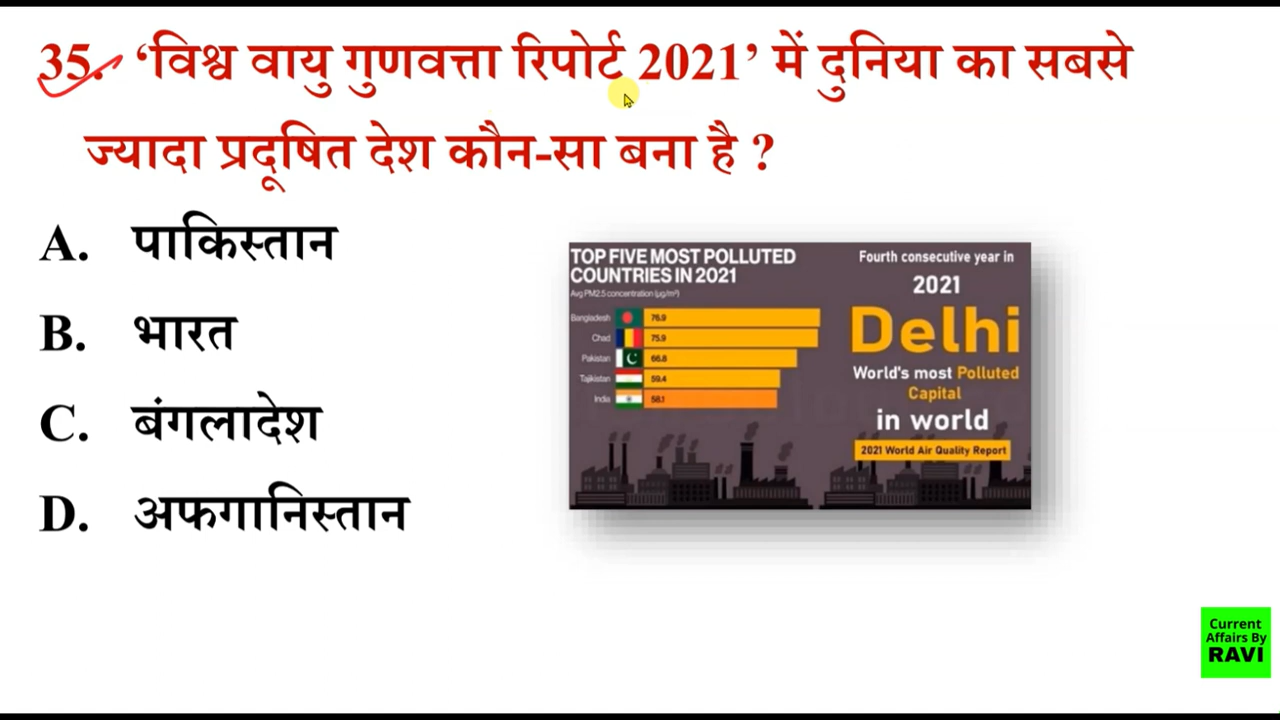 35. ‘विश्व वायु गुणवत्ता रिपोर्ट 2021’ में दुनिया का सबसे
ज्यादा प्रदूषित देश कौन-सा बना है ?
A. पाकिस्तान
B. भारत
C. बंगलादेश
D. अफगानिस्तान
TOP FIVE MOST POLLUTED
COUNTRIES IN 2021
Avg PM2.5 concentration (μg/m³)
Bangladesh 76.9
Chad 75.9
Pakistan 66.8
Tajikistan 59.4
India 58.1
Fourth consecutive year in
2021
Delhi
World's most Polluted
Capital
in world
2021 World Air Quality Report
Current
Affairs By
RAVI